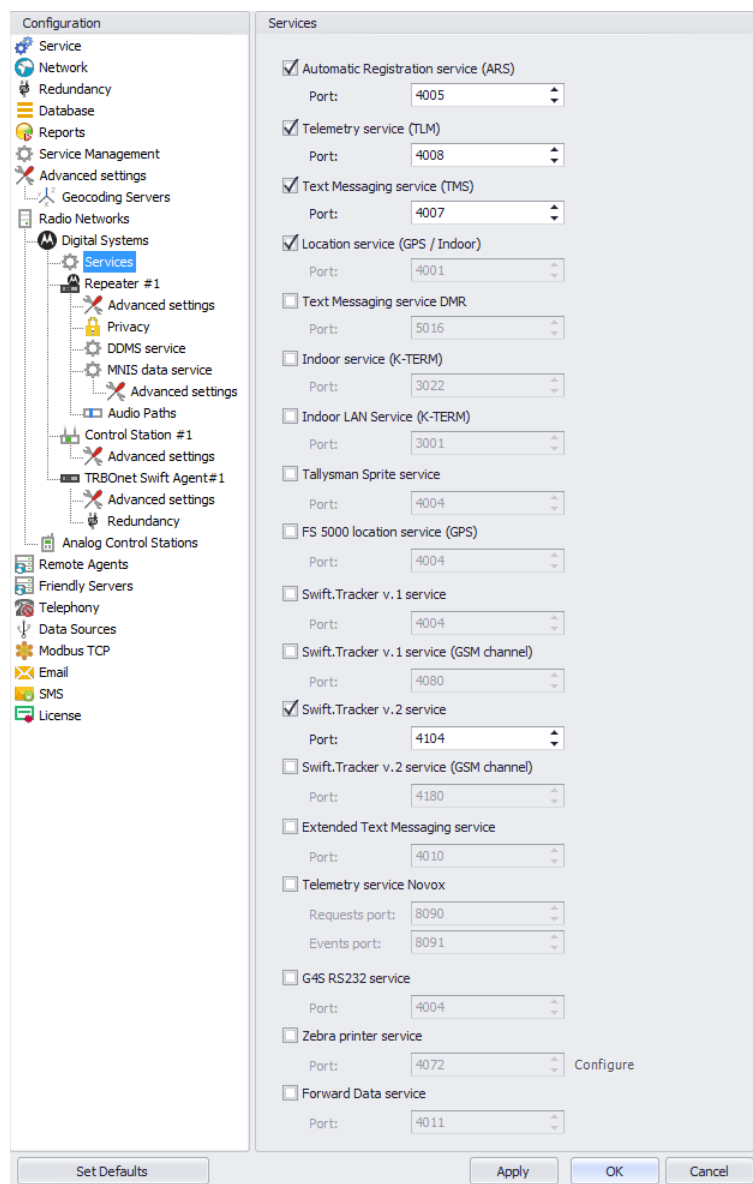 Configuration
Service
Network
Redundancy
Database
Reports
Service Management
Advanced settings
Geocoding Servers
Radio Networks
Digital Systems
Services
Repeater #1
Advanced settings
Privacy
DDMS service
MNIS data service
Advanced settings
Audio Paths
Control Station #1
Advanced settings
TRBOnet Swift Agent#1
Advanced settings
Redundancy
Analog Control Stations
Remote Agents
Friendly Servers
Telephony
Data Sources
Modbus TCP
Email
SMS
License
Services
Automatic Registration service (ARS)
Port: 4005
Telemetry service (TLM)
Port: 4008
Text Messaging service (TMS)
Port: 4007
Location service (GPS / Indoor)
Port: 4001
Text Messaging service DMR
Port: 5016
Indoor service (K-TERM)
Port: 3022
Indoor LAN Service (K-TERM)
Port: 3001
Tallysman Sprite service
Port: 4004
FS 5000 location service (GPS)
Port: 4004
Swift.Tracker v.1 service
Port: 4004
Swift.Tracker v.1 service (GSM channel)
Port: 4080
Swift.Tracker v.2 service
Port: 4104
Swift.Tracker v.2 service (GSM channel)
Port: 4180
Extended Text Messaging service
Port: 4010
Telemetry service Novox
Requests port: 8090
Events port: 8091
G4S RS232 service
Port: 4004
Zebra printer service
Port: 4072 Configure
Forward Data service
Port: 4011
Set Defaults Apply OK Cancel